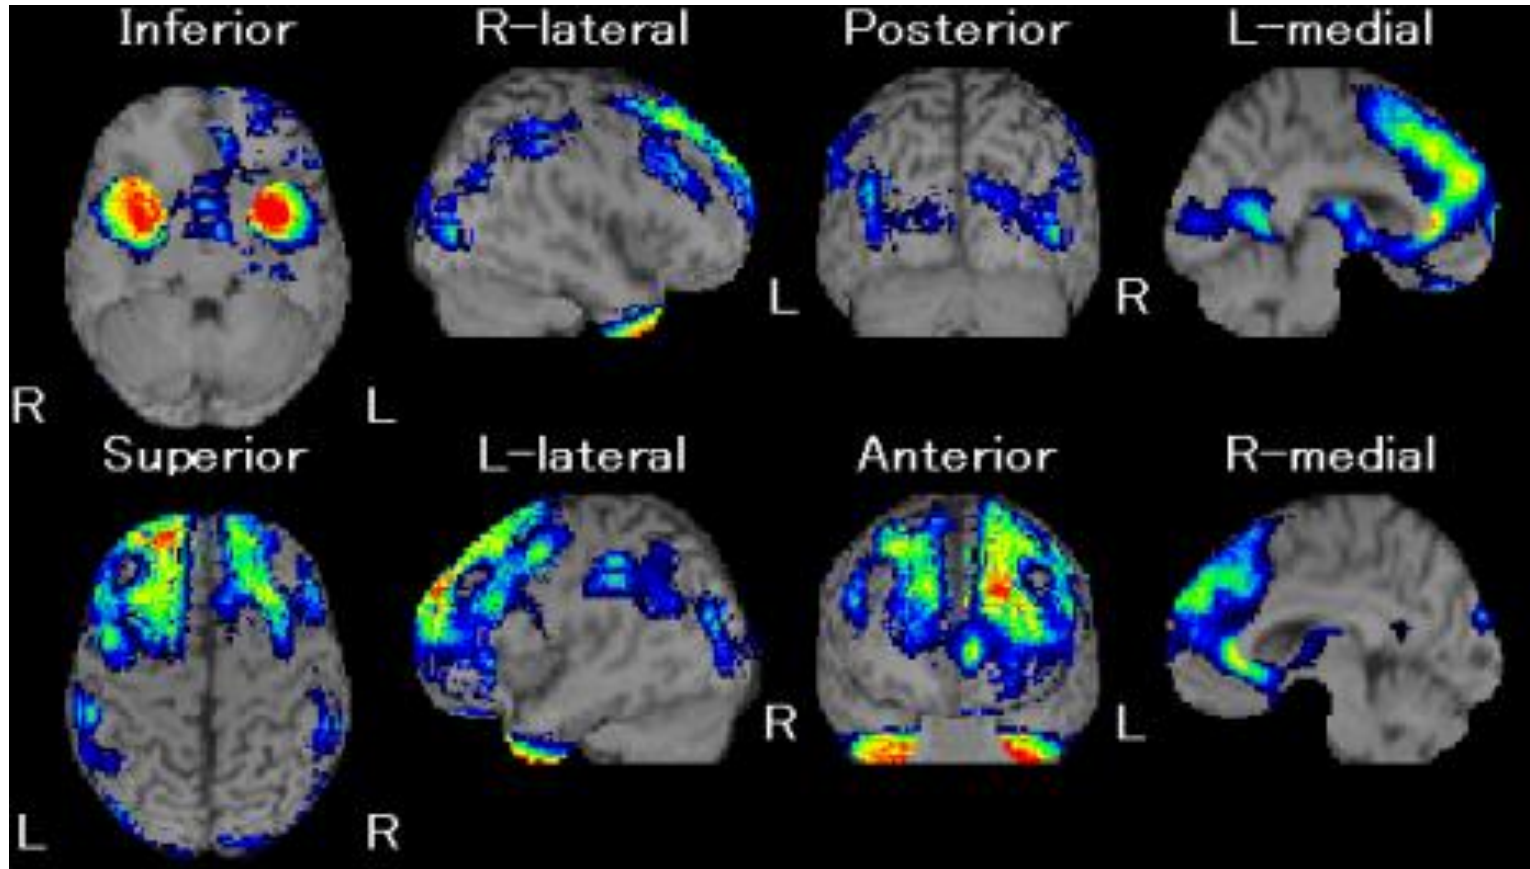 Inferior R-lateral Posterior L-medial
L R
R L
Superior L-lateral Anterior R-medial
R L
L R